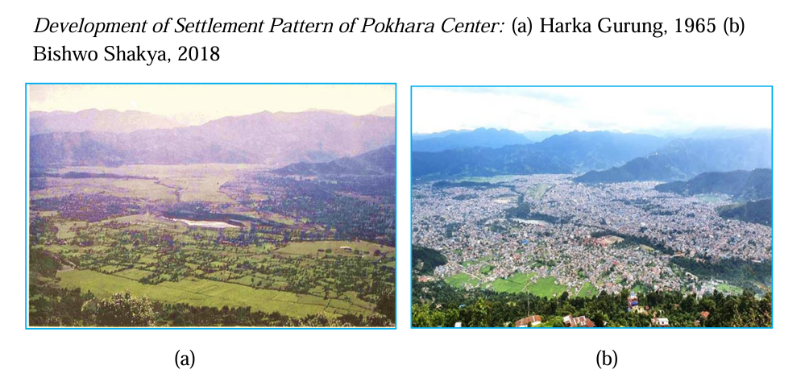 Development of Settlement Pattern of Pokhara Center: (a) Harka Gurung, 1965 (b)
Bishwo Shakya, 2018
(a)
(b)